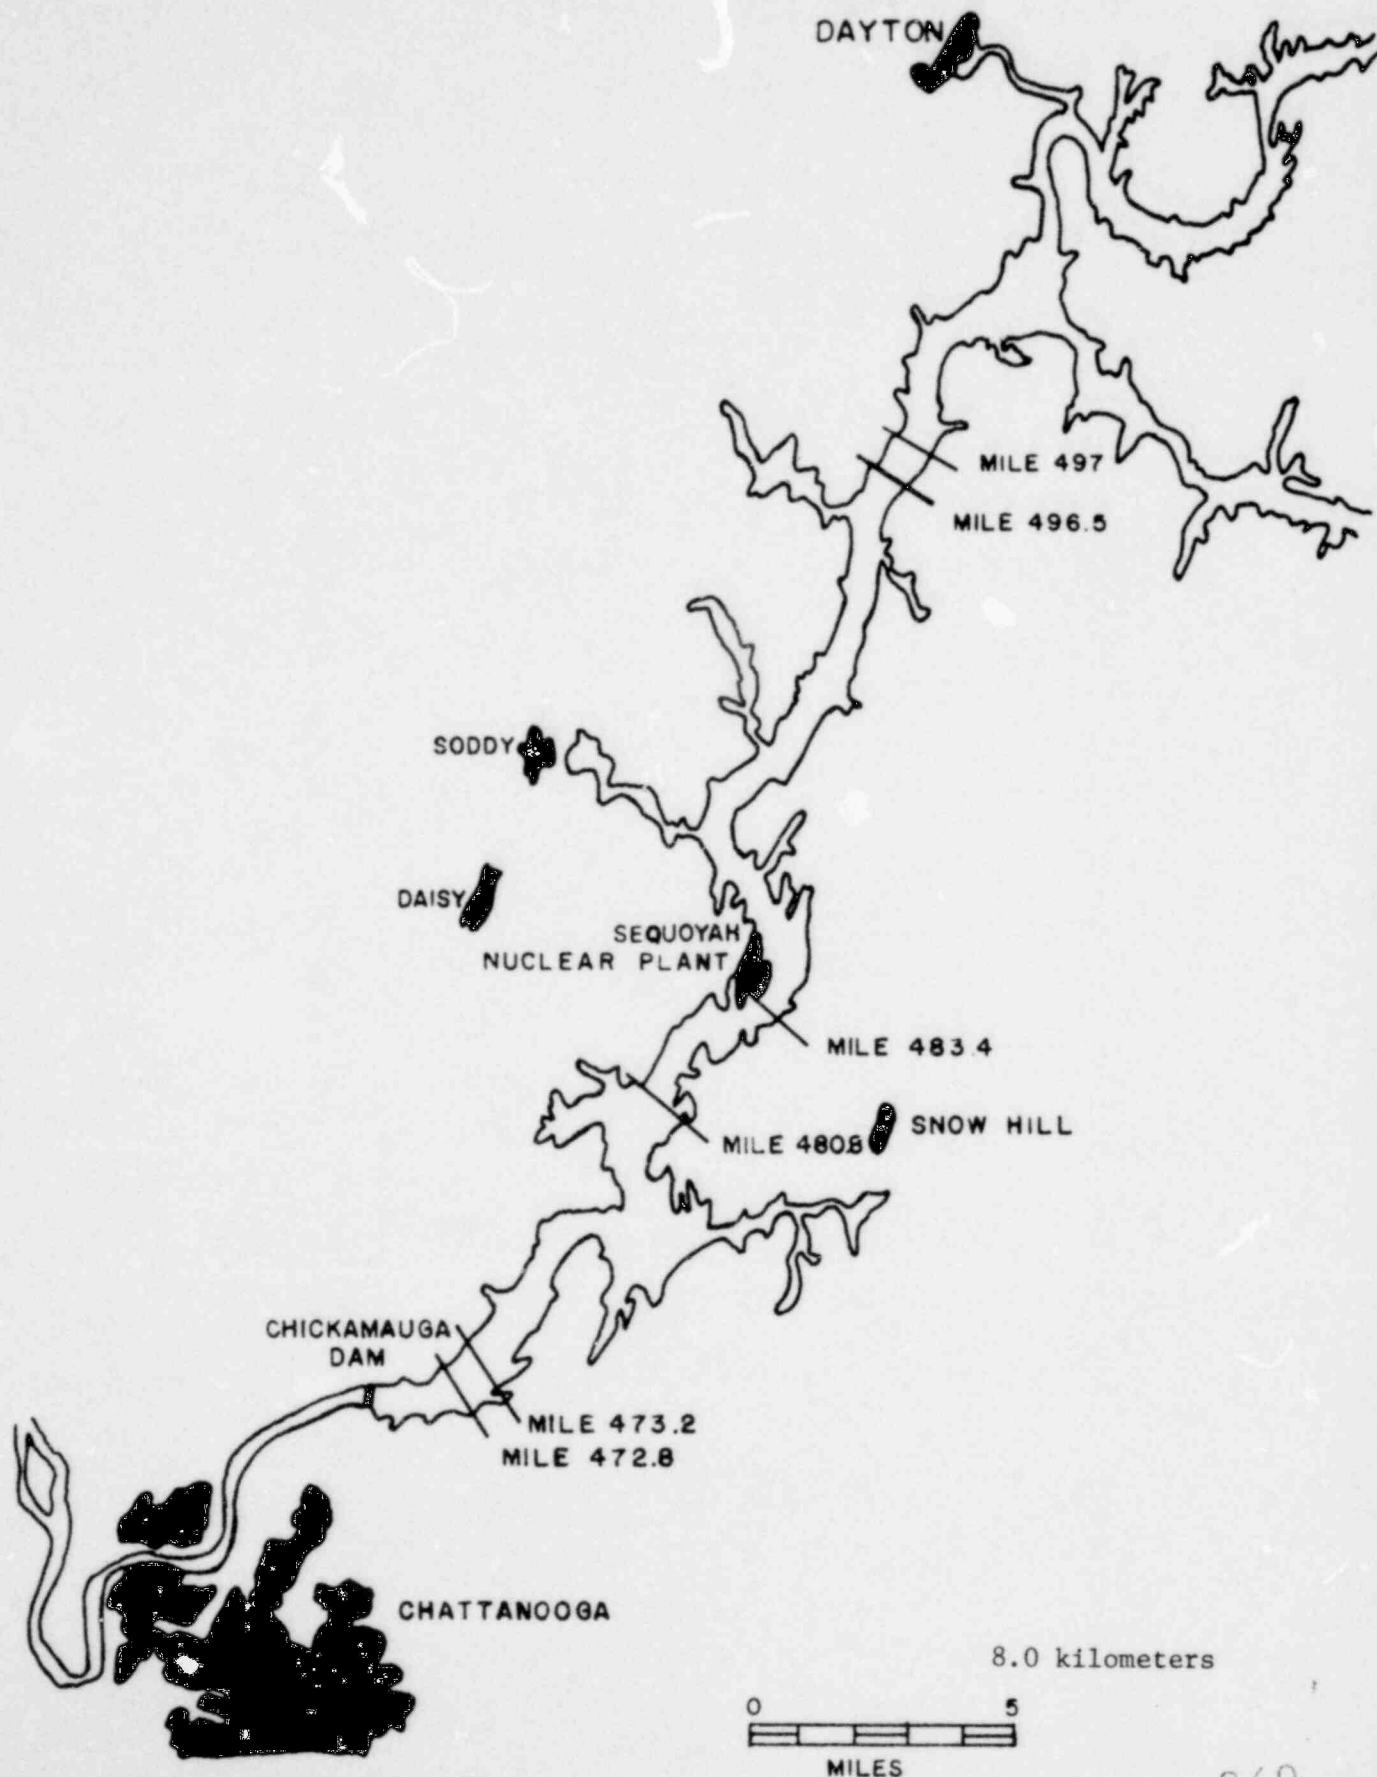 DAYTON
MILE 497
MILE 496.5
SODDY
DAISY
SEQUOYAH
NUCLEAR PLANT
MILE 483.4
SNOW HILL
MILE 480.8
CHICKAMAUGA
DAM
MILE 473.2
MILE 472.8
CHATTANOOGA
8.0 kilometers
0 5
MILES